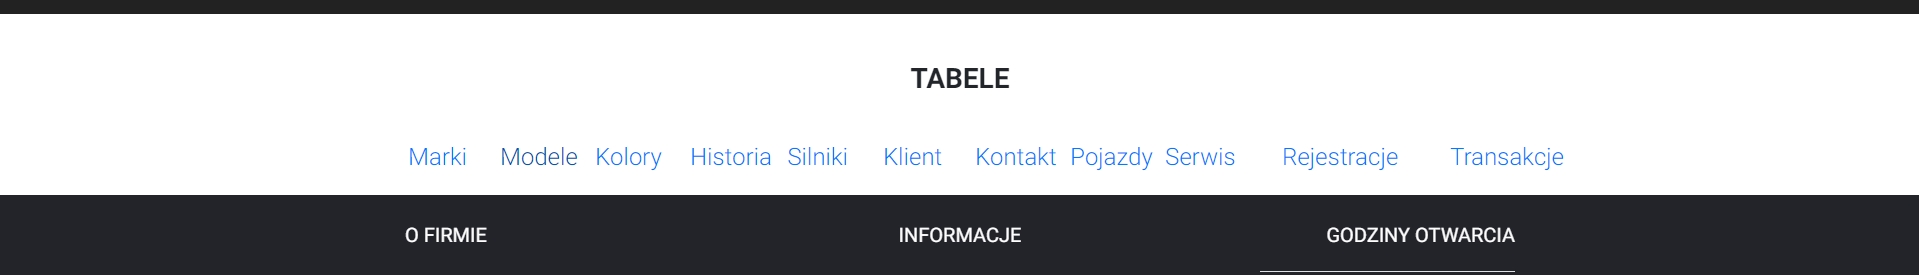 TABELE
Marki Modele Kolory Historia Silniki Klient Kontakt Pojazdy Serwis Rejestracje Transakcje
O FIRMIE INFORMACJE GODZINY OTWARCIA